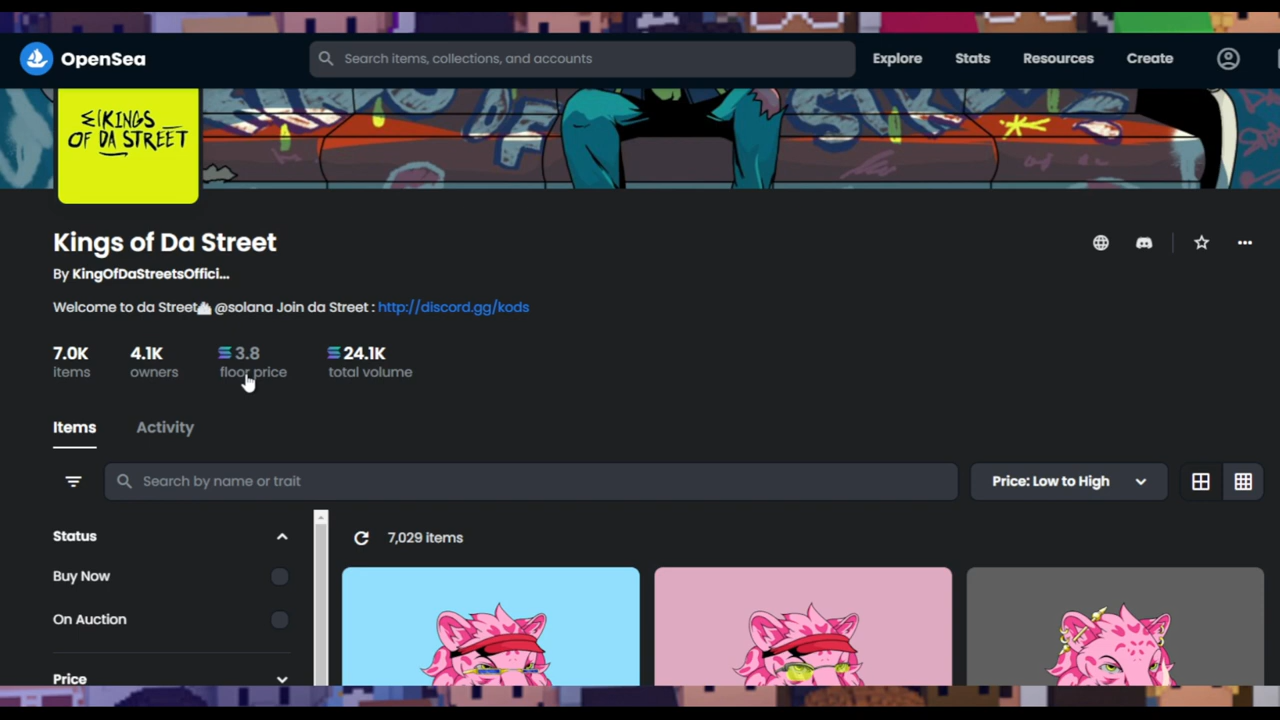 OpenSea
Search items, collections, and accounts
Explore
Stats
Resources
Create
KINGS
OF DA STREET
Kings of Da Street
By KingOfDaStreetsOffici...
Welcome to da Street @solana Join da Street : http://discord.gg/kods
7.0K
items
4.1K
owners
3.8
floor price
24.1K
total volume
Items
Activity
Search by name or trait
Price: Low to High
Status
7,029 items
Buy Now
On Auction
Price